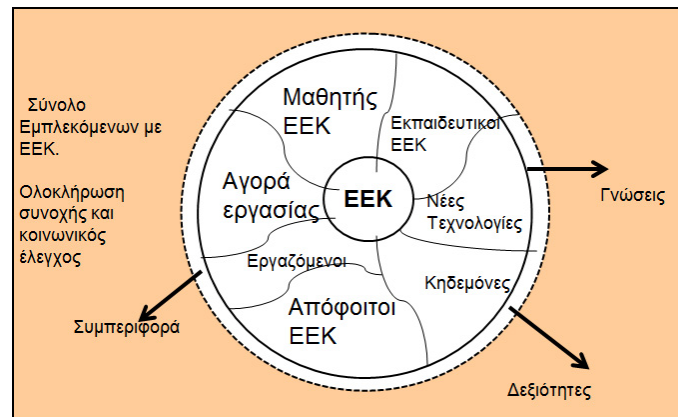 Σύνολο
Εμπλεκόμενων με
ΕΕΚ.
Ολοκλήρωση
συνοχής και
κοινωνικός
έλεγχος
Μαθητής
ΕΕΚ
Εκπαιδευτικοι
ΕΕΚ
Αγορά
εργασίας
ΕΕΚ
Νέες
Τεχνολογίες
Γνώσεις
Εργαζόμενοι
Κηδεμόνες
Απόφοιτοι
ΕΕΚ
Συμπεριφορά
Δεξιότητες